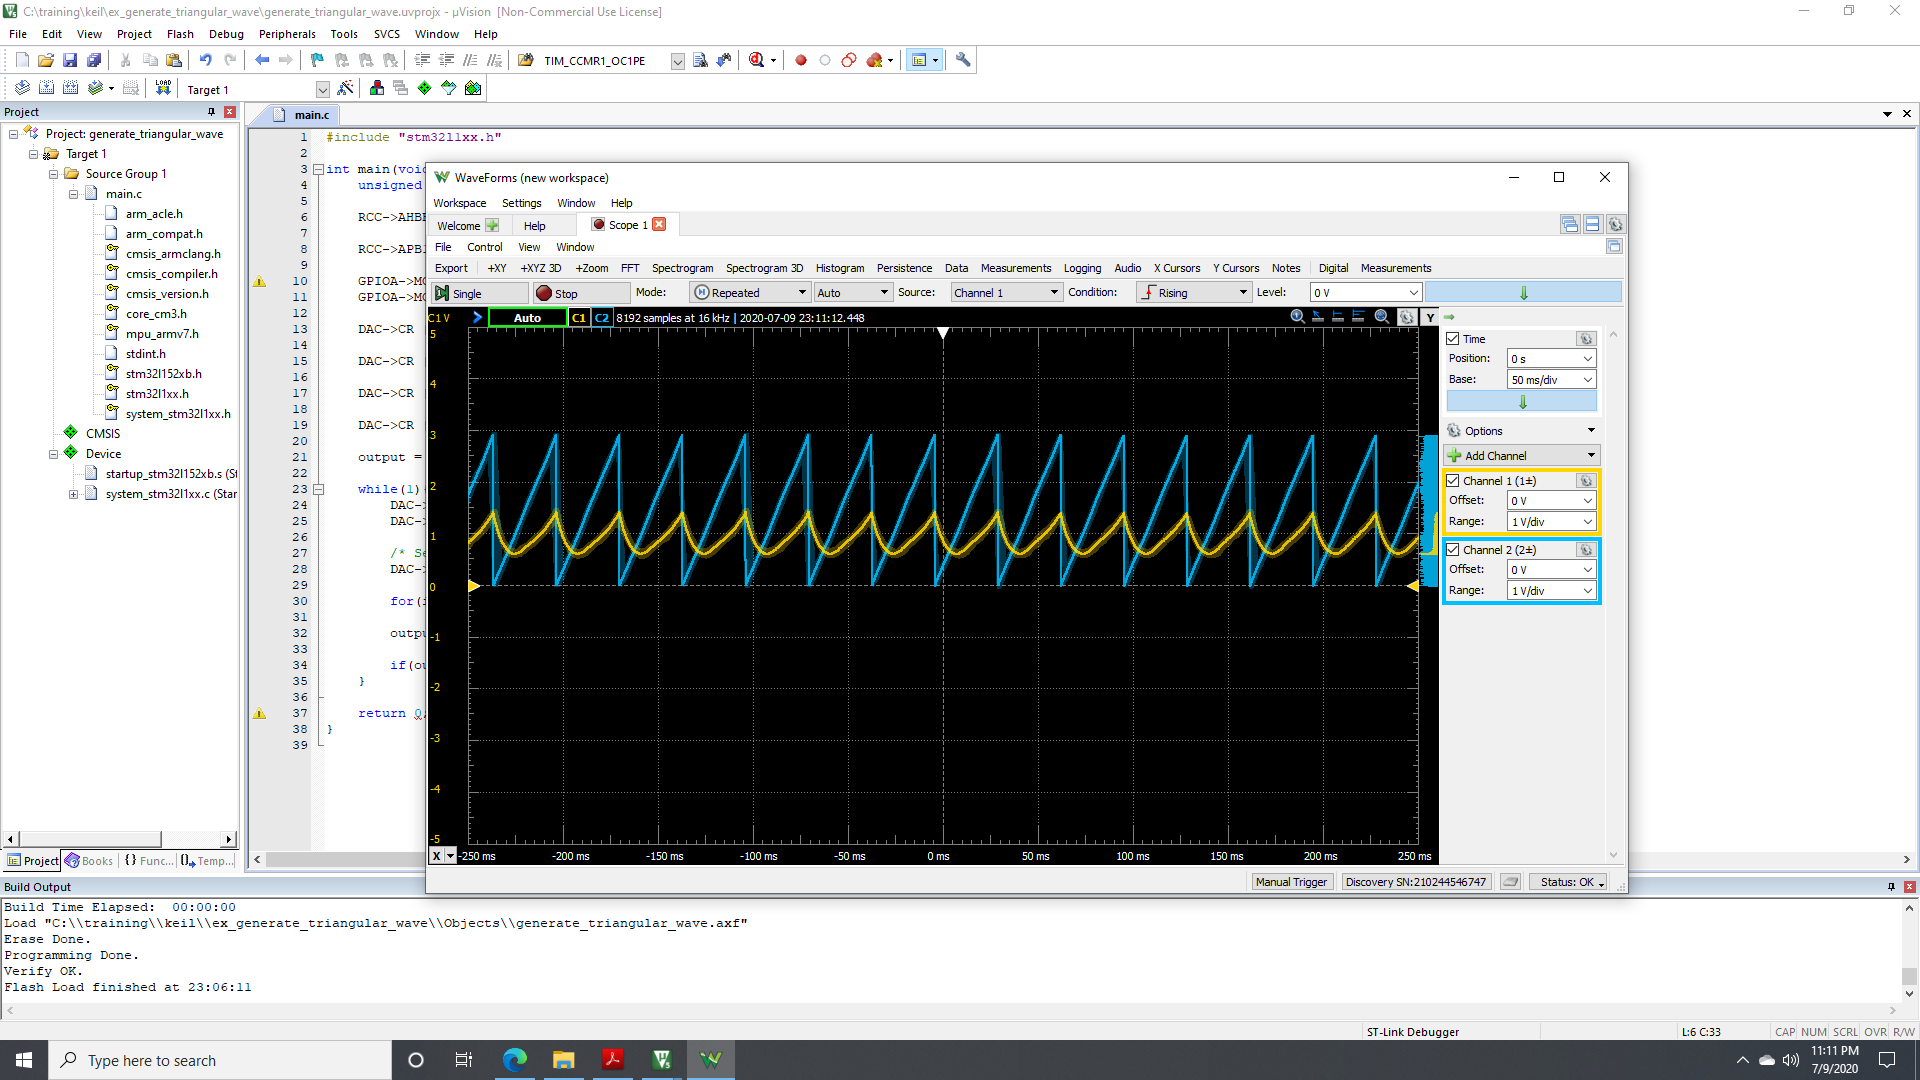 C:\training\keil\ex_generate_triangular_wave\generate_triangular_wave.uvprojx - µVision [Non-Commercial Use License]
File Edit View Project Flash Debug Peripherals Tools SVCS Window Help
TIM_CCMR1_OC1PE
LOAD Target 1
Project
Project: generate_triangular_wave
Target 1
Source Group 1
main.c
arm_acle.h
arm_compat.h
cmsis_armclang.h
cmsis_compiler.h
cmsis_version.h
core_cm3.h
mpu_armv7.h
stdint.h
stm32l152xb.h
stm32l1xx.h
system_stm32l1xx.h
CMSIS
Device
startup_stm32l152xb.s (St
system_stm32l1xx.c (Star
Project Books {} Func... Temp...
main.c
1 #include "stm32l1xx.h"
2
3 int main(void
4 unsigned
5
6 RCC->AHBE
7
8 RCC->APB1
9
10 GPIOA->MO
11 GPIOA->MO
12
13 DAC->CR
14
15 DAC->CR
16
17 DAC->CR
18
19 DAC->CR
20
21 output =
22
23 while(1)
24 DAC->
25 DAC->
26
27 /* Se
28 DAC->
29
30 for(i
31
32 outpu
33
34 if(ou
35 }
36
37 return 0;
38 }
39
WaveForms (new workspace)
Workspace Settings Window Help
Welcome Help Scope 1
File Control View Window
Export +XY +XYZ 3D +Zoom FFT Spectrogram Spectrogram 3D Histogram Persistence Data Measurements Logging Audio X Cursors Y Cursors Notes Digital Measurements
Single Stop Mode: Repeated Auto Source: Channel 1 Condition: Rising Level: 0 V
C1 V Auto C1 C2 8192 samples at 16 kHz | 2020-07-09 23:11:12.448 Y
5
4
3
2
1
0
-1
-2
-3
-4
-5
X -250 ms -200 ms -150 ms -100 ms -50 ms 0 ms 50 ms 100 ms 150 ms 200 ms 250 ms
Time
Position: 0 s
Base: 50 ms/div
Options
Add Channel
Channel 1 (1±)
Offset: 0 V
Range: 1 V/div
Channel 2 (2±)
Offset: 0 V
Range: 1 V/div
Manual Trigger Discovery SN:210244546747 Status: OK
Build Output
Build Time Elapsed: 00:00:00
Load "C:\\training\\keil\\ex_generate_triangular_wave\\Objects\\generate_triangular_wave.axf"
Erase Done.
Programming Done.
Verify OK.
Flash Load finished at 23:06:11
ST-Link Debugger L:6 C:33 CAP NUM SCRL OVR R/W
Type here to search
11:11 PM
7/9/2020